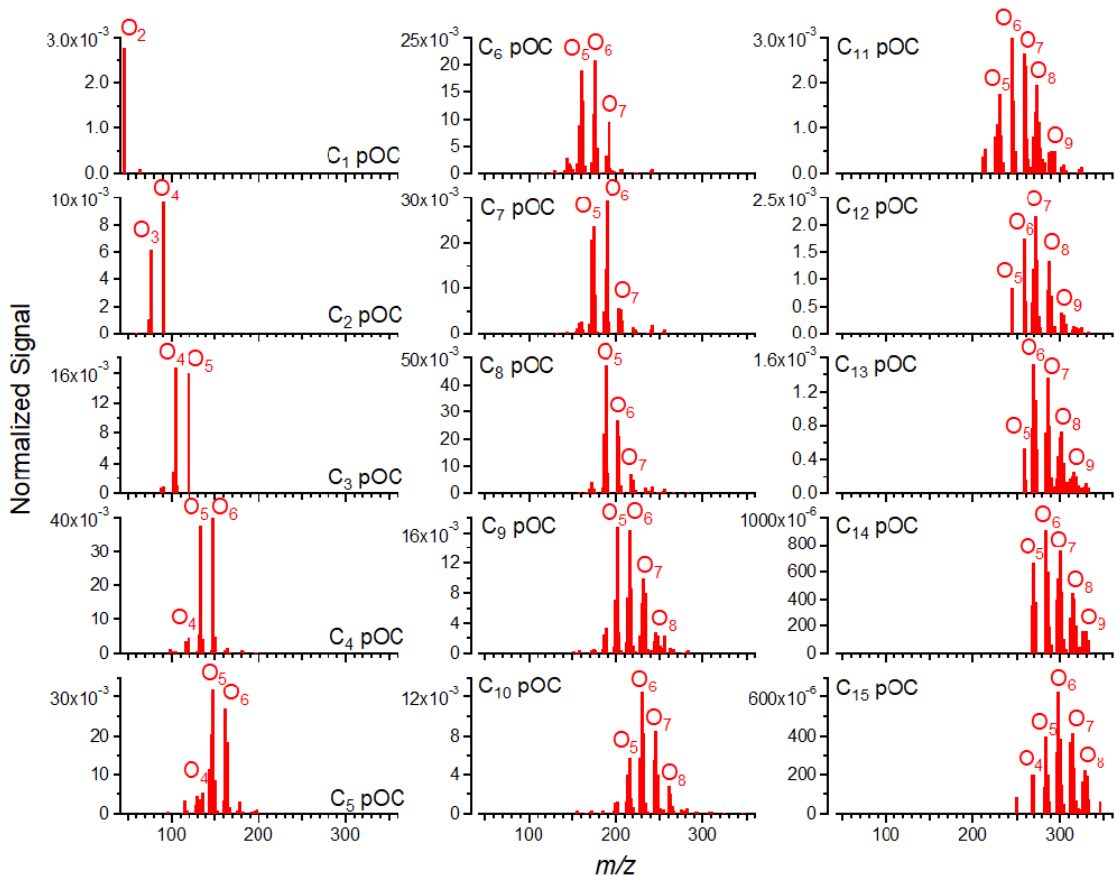 Normalized Signal
3.0x10⁻³
2.0
1.0
0.0
O₂
C₁ pOC
10x10⁻³
8
6
4
2
0
O₃
O₄
C₂ pOC
16x10⁻³
12
8
4
0
O₄
O₅
C₃ pOC
40x10⁻³
30
20
10
0
O₄
O₅
O₆
C₄ pOC
30x10⁻³
20
10
0
O₄
O₅
O₆
C₅ pOC
100 200 300
25x10⁻³
20
15
10
5
0
C₆ pOC
O₅
O₆
O₇
30x10⁻³
20
10
0
C₇ pOC
O₅
O₆
O₇
50x10⁻³
40
30
20
10
0
C₈ pOC
O₅
O₆
O₇
16x10⁻³
12
8
4
0
C₉ pOC
O₅
O₆
O₇
O₈
12x10⁻³
8
4
0
C₁₀ pOC
O₅
O₆
O₇
O₈
100 200 300
m/z
3.0x10⁻³
2.0
1.0
0.0
C₁₁ pOC
O₅
O₆
O₇
O₈
O₉
2.5x10⁻³
2.0
1.5
1.0
0.5
0.0
C₁₂ pOC
O₅
O₆
O₇
O₈
O₉
1.6x10⁻³
1.2
0.8
0.4
0.0
C₁₃ pOC
O₅
O₆
O₇
O₈
O₉
1000x10⁻⁶
800
600
400
200
0
C₁₄ pOC
O₅
O₆
O₇
O₈
O₉
600x10⁻⁶
400
200
0
C₁₅ pOC
O₄
O₅
O₆
O₇
O₈
100 200 300